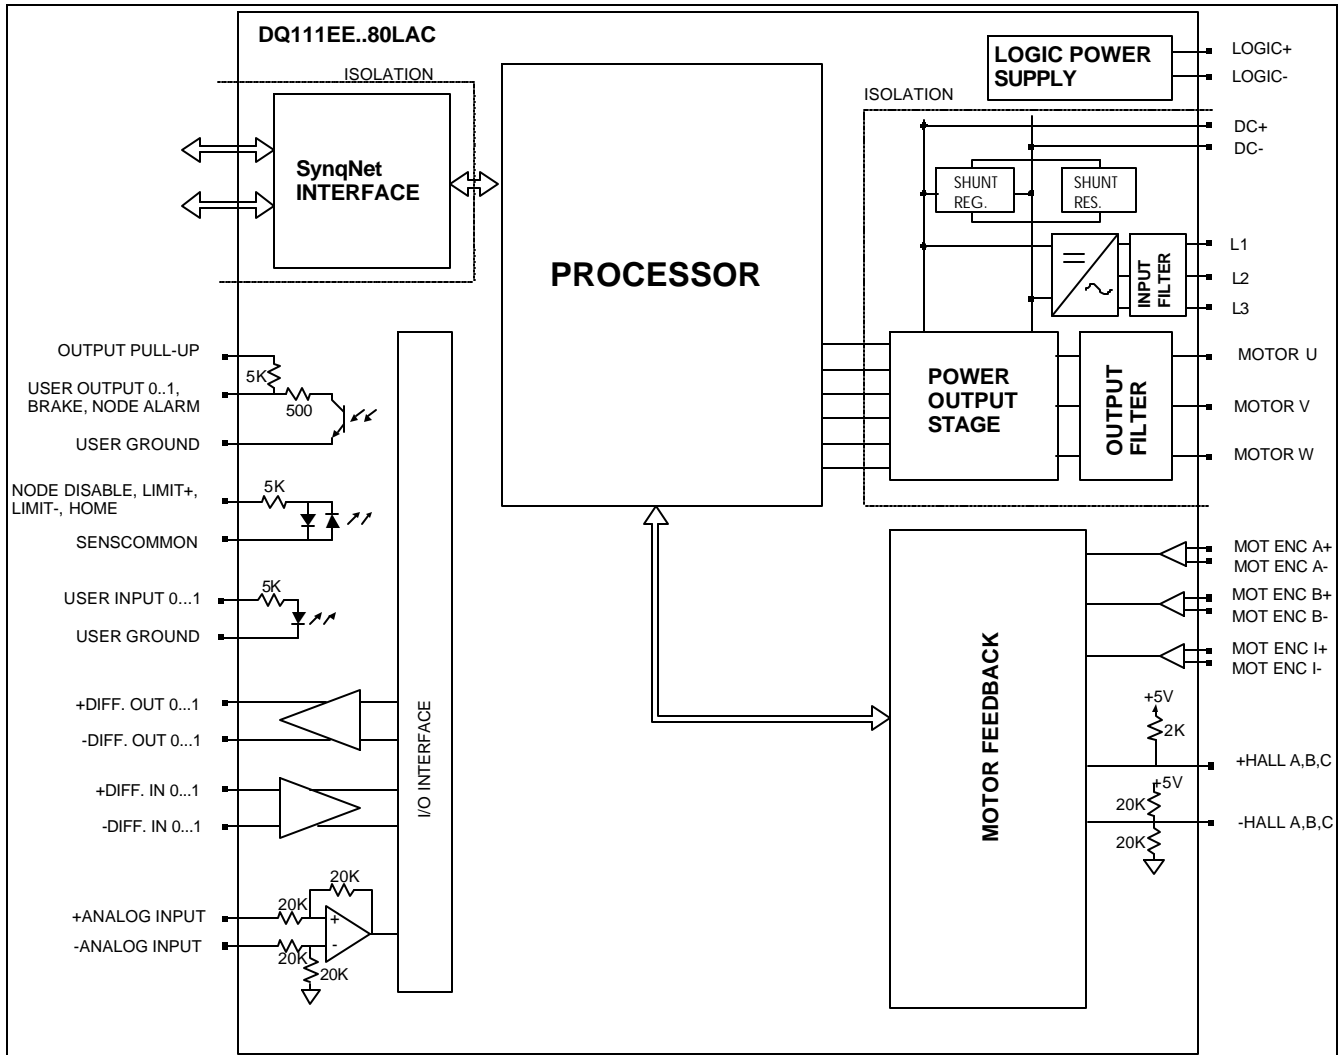 DQ111EE..80LAC
ISOLATION
SynqNet
INTERFACE
PROCESSOR
LOGIC POWER
SUPPLY
LOGIC+
LOGIC-
ISOLATION
DC+
DC-
SHUNT
REG.
SHUNT
RES.
INPUT
FILTER
L1
L2
L3
POWER
OUTPUT
STAGE
OUTPUT
FILTER
MOTOR U
MOTOR V
MOTOR W
OUTPUT PULL-UP
5K
USER OUTPUT 0..1,
BRAKE, NODE ALARM
500
USER GROUND
NODE DISABLE, LIMIT+,
LIMIT-, HOME
5K
SENSCOMMON
USER INPUT 0...1
5K
USER GROUND
+DIFF. OUT 0...1
-DIFF. OUT 0...1
+DIFF. IN 0...1
-DIFF. IN 0...1
+ANALOG INPUT
-ANALOG INPUT
20K
20K
+
-
20K
20K
I/O INTERFACE
MOTOR FEEDBACK
MOT ENC A+
MOT ENC A-
MOT ENC B+
MOT ENC B-
MOT ENC I+
MOT ENC I-
+5V
2K
+HALL A,B,C
+5V
20K
-HALL A,B,C
20K